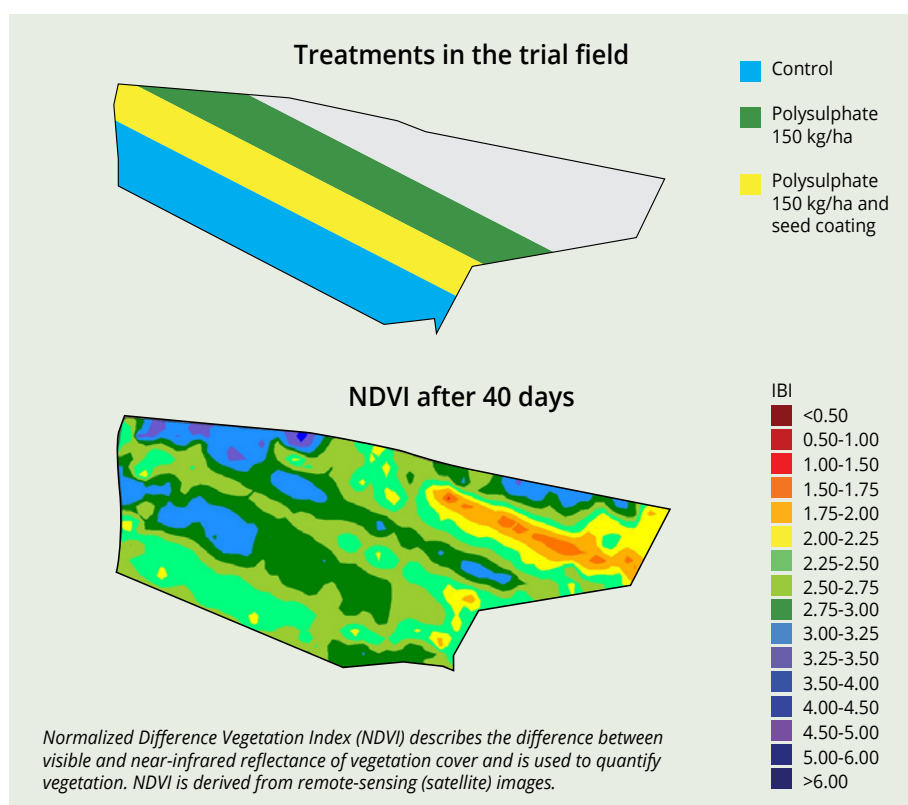 Treatments in the trial field
Control
Polysulphate
150 kg/ha
Polysulphate
150 kg/ha and
seed coating
NDVI after 40 days
IBI
<0.50
0.50-1.00
1.00-1.50
1.50-1.75
1.75-2.00
2.00-2.25
2.25-2.50
2.50-2.75
2.75-3.00
3.00-3.25
3.25-3.50
3.50-4.00
4.00-4.50
4.50-5.00
5.00-6.00
>6.00
Normalized Difference Vegetation Index (NDVI) describes the difference between
visible and near-infrared reflectance of vegetation cover and is used to quantify
vegetation. NDVI is derived from remote-sensing (satellite) images.